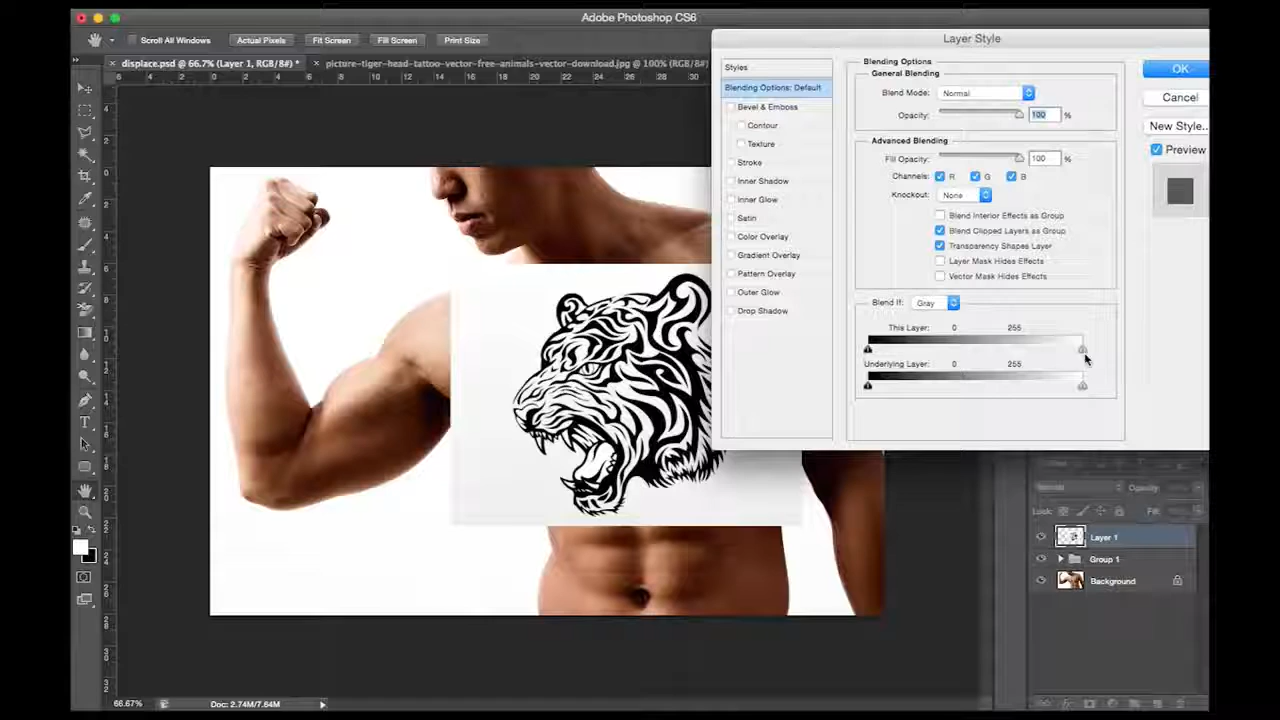 Adobe Photoshop CS6
Scroll All Windows Actual Pixels Fit Screen Fill Screen Print Size
displace.psd @ 66.7% (Layer 1, RGB/8#) * picture-tiger-head-tattoo-vector-free-animals-vector-download.jpg @ 100% (RGB/8#)
Layer Style
Styles
Blending Options: Default
Bevel & Emboss
Contour
Texture
Stroke
Inner Shadow
Inner Glow
Satin
Color Overlay
Gradient Overlay
Pattern Overlay
Outer Glow
Drop Shadow
Blending Options
General Blending
Blend Mode: Normal
Opacity: 100 %
Advanced Blending
Fill Opacity: 100 %
Channels: R G B
Knockout: None
Blend Interior Effects as Group
Blend Clipped Layers as Group
Transparency Shapes Layer
Layer Mask Hides Effects
Vector Mask Hides Effects
Blend If: Gray
This Layer: 0 255
Underlying Layer: 0 255
OK
Cancel
New Style...
Preview
Normal Opacity:
Lock: Fill:
Layer 1
Group 1
Background
66.67% Doc: 2.74M/7.64M